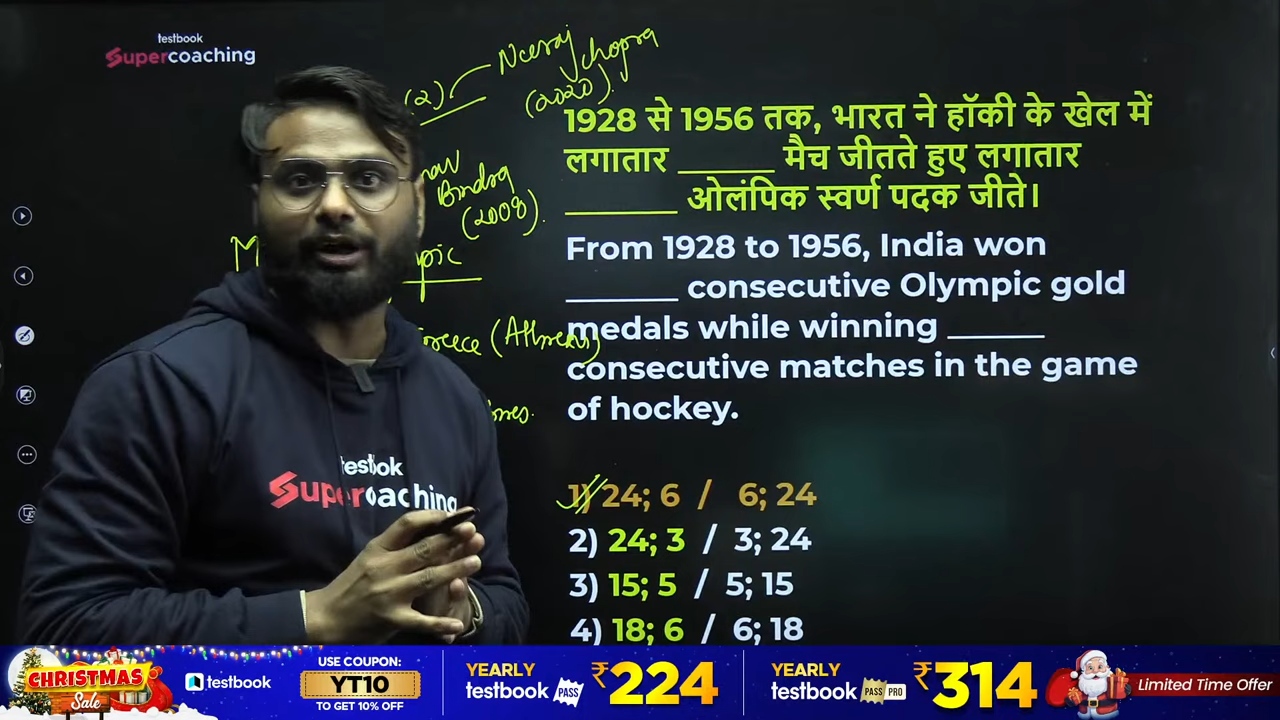 testbook
Supercoaching
(2)
Neeraj
chopra
(2020).
1928 से 1956 तक, भारत ने हॉकी के खेल में
लगातार ______ मैच जीतते हुए लगातार
_______ ओलंपिक स्वर्ण पदक जीते।
Bindra
(2008).
From 1928 to 1956, India won
_______ consecutive Olympic gold
medals while winning ______
consecutive matches in the game
of hockey.
1) 24; 6 / 6; 24
2) 24; 3 / 3; 24
3) 15; 5 / 5; 15
4) 18; 6 / 6; 18
testbook
Supercoaching
CHRISTMAS
Sale
testbook
USE COUPON:
YT10
TO GET 10% OFF
YEARLY
testbook PASS
₹224
YEARLY
testbook PASS PRO
₹314
Limited Time Offer